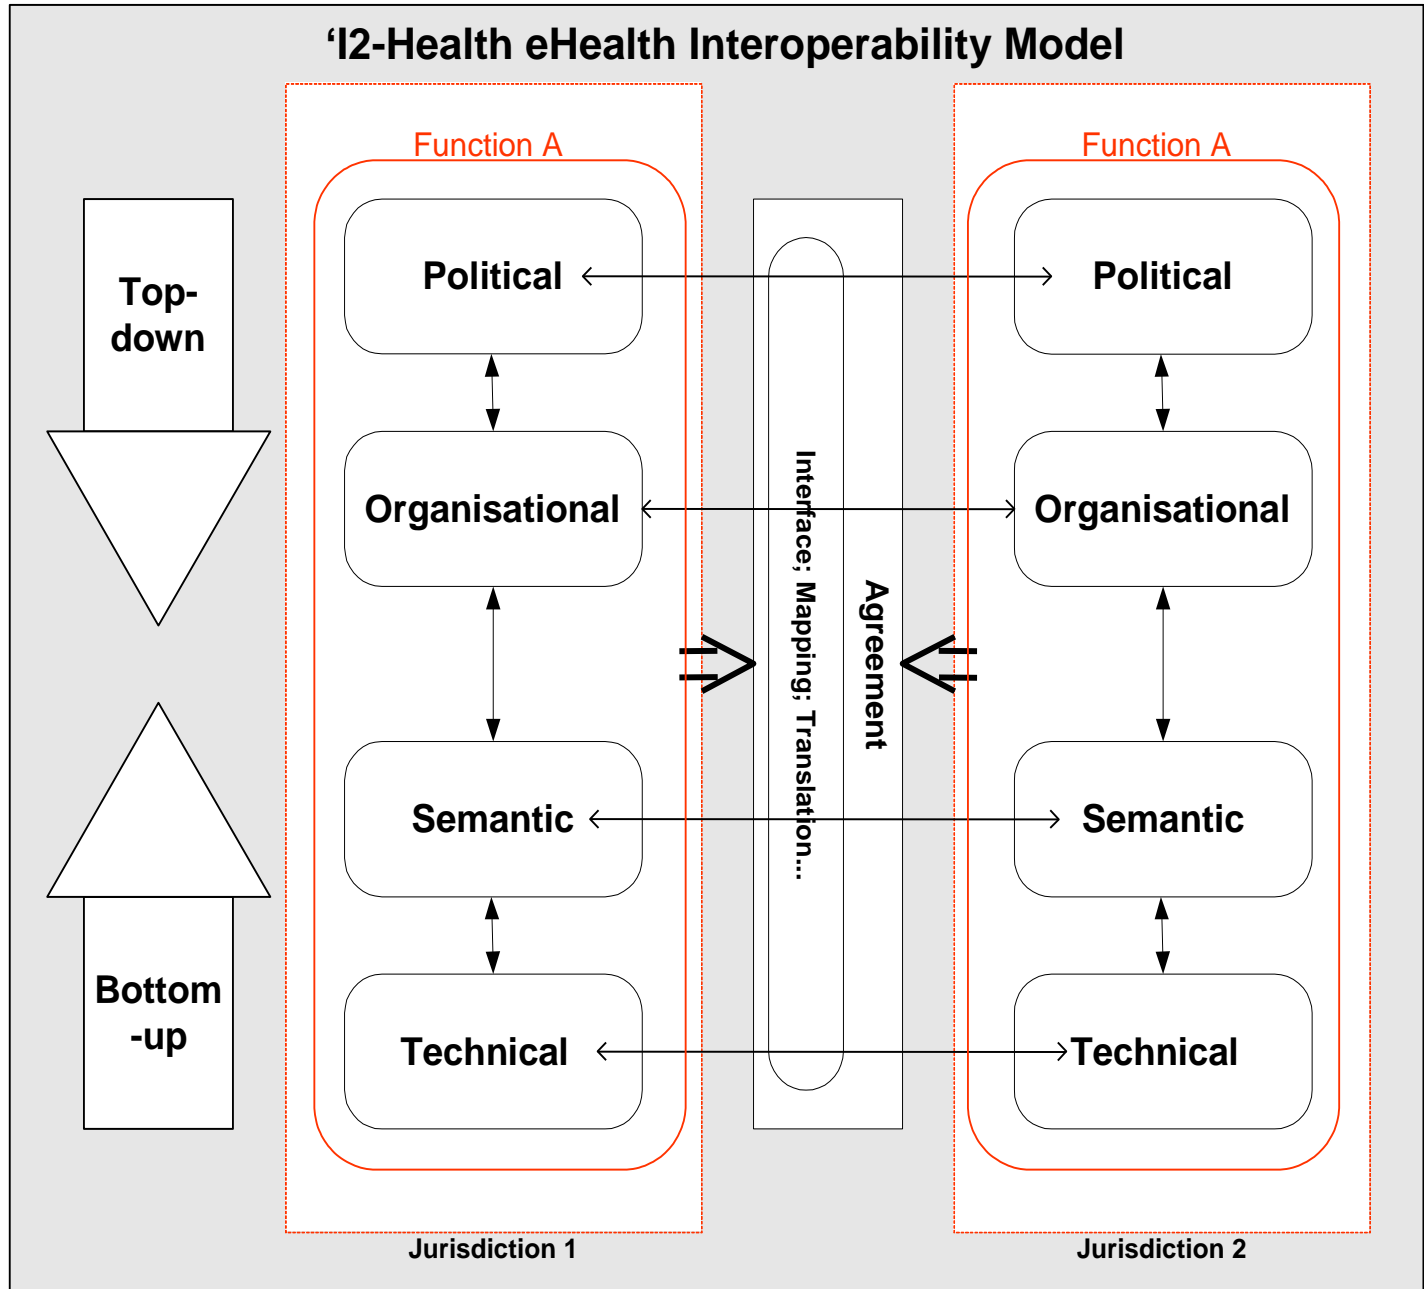 ‘I2-Health eHealth Interoperability Model
Function A
Function A
Top-
down
Political
Political
Organisational
Organisational
Interface; Mapping; Translation...
Agreement
Semantic
Semantic
Bottom
-up
Technical
Technical
Jurisdiction 1
Jurisdiction 2